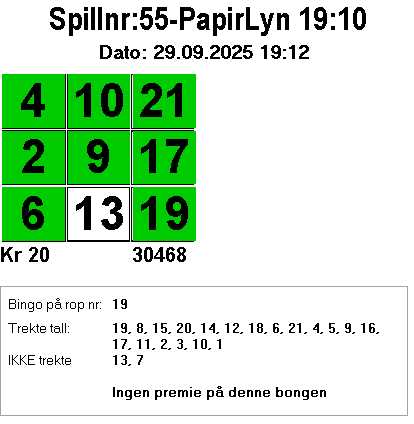 Spillnr:55-PapirLyn 19:10
Dato: 29.09.2025 19:12
4 10 21
2 9 17
6 13 19
Kr 20 30468
Bingo på rop nr: 19
Trekte tall: 19, 8, 15, 20, 14, 12, 18, 6, 21, 4, 5, 9, 16,
17, 11, 2, 3, 10, 1
IKKE trekte 13, 7
Ingen premie på denne bongen